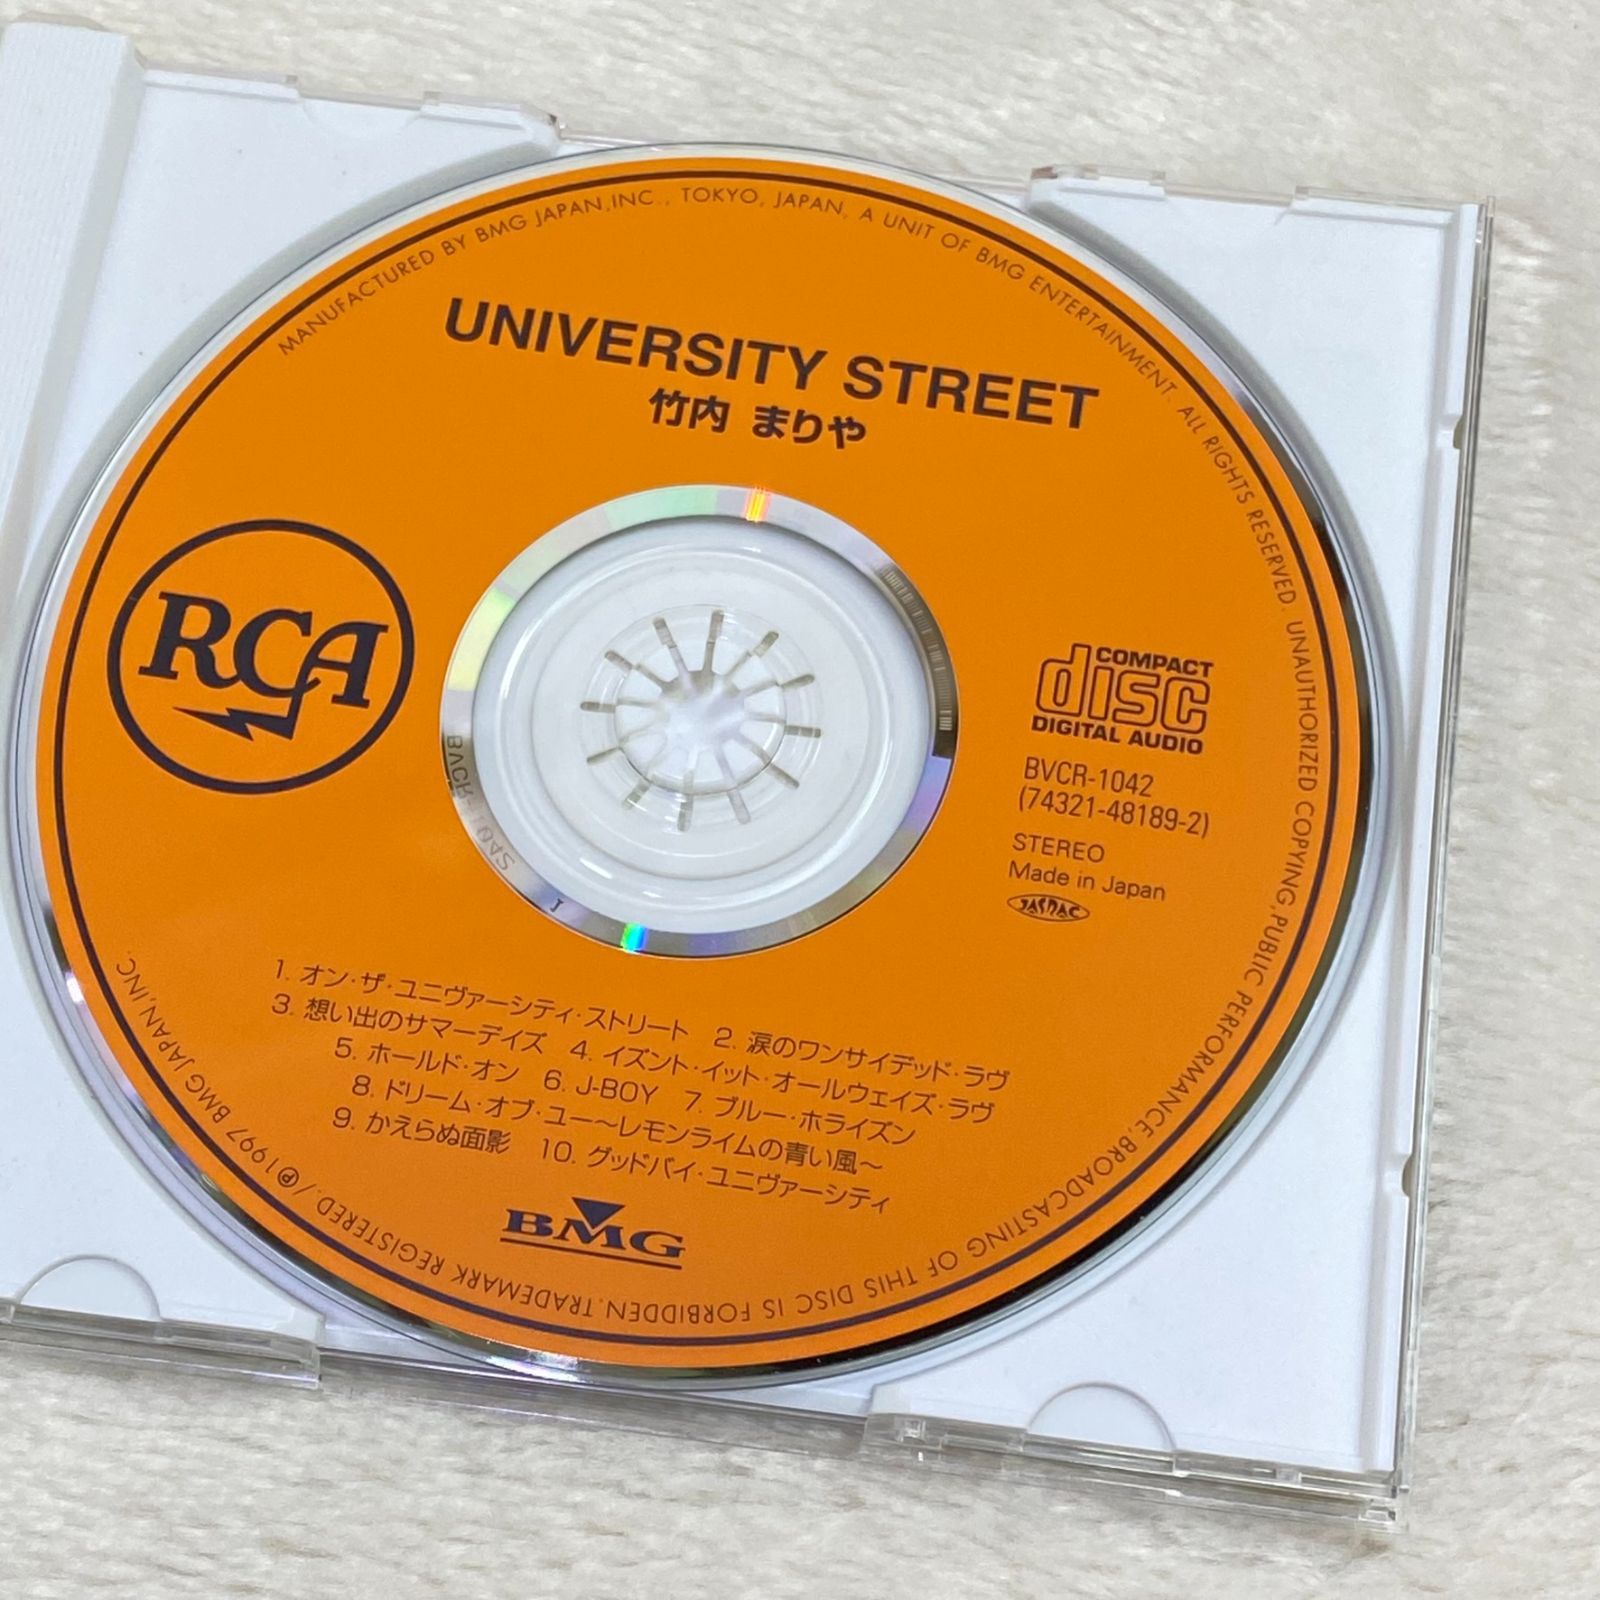 MANUFACTURED BY BMG JAPAN,INC., TOKYO, JAPAN, A UNIT OF BMG ENTERTAINMENT. ALL RIGHTS RESERVED. UNAUTHORIZED COPYING,PUBLIC PERFORMANCE,BROADCASTING OF THIS DISC IS FORBIDDEN. TRADEMARK REGISTERED./℗1997 BMG JAPAN,INC.
UNIVERSITY STREET
竹内 まりや
RCA
COMPACT
disc
DIGITAL AUDIO
BVCR-1042
(74321-48189-2)
STEREO
Made in Japan
JASRAC
1. オン・ザ・ユニヴァーシティ・ストリート 2. 涙のワンサイデッド・ラヴ
3. 想い出のサマーデイズ 4. イズント・イット・オールウェイズ・ラヴ
5. ホールド・オン 6. J-BOY 7. ブルー・ホライズン
8. ドリーム・オブ・ユー〜レモンライムの青い風〜
9. かえらぬ面影 10. グッドバイ・ユニヴァーシティ
BMG